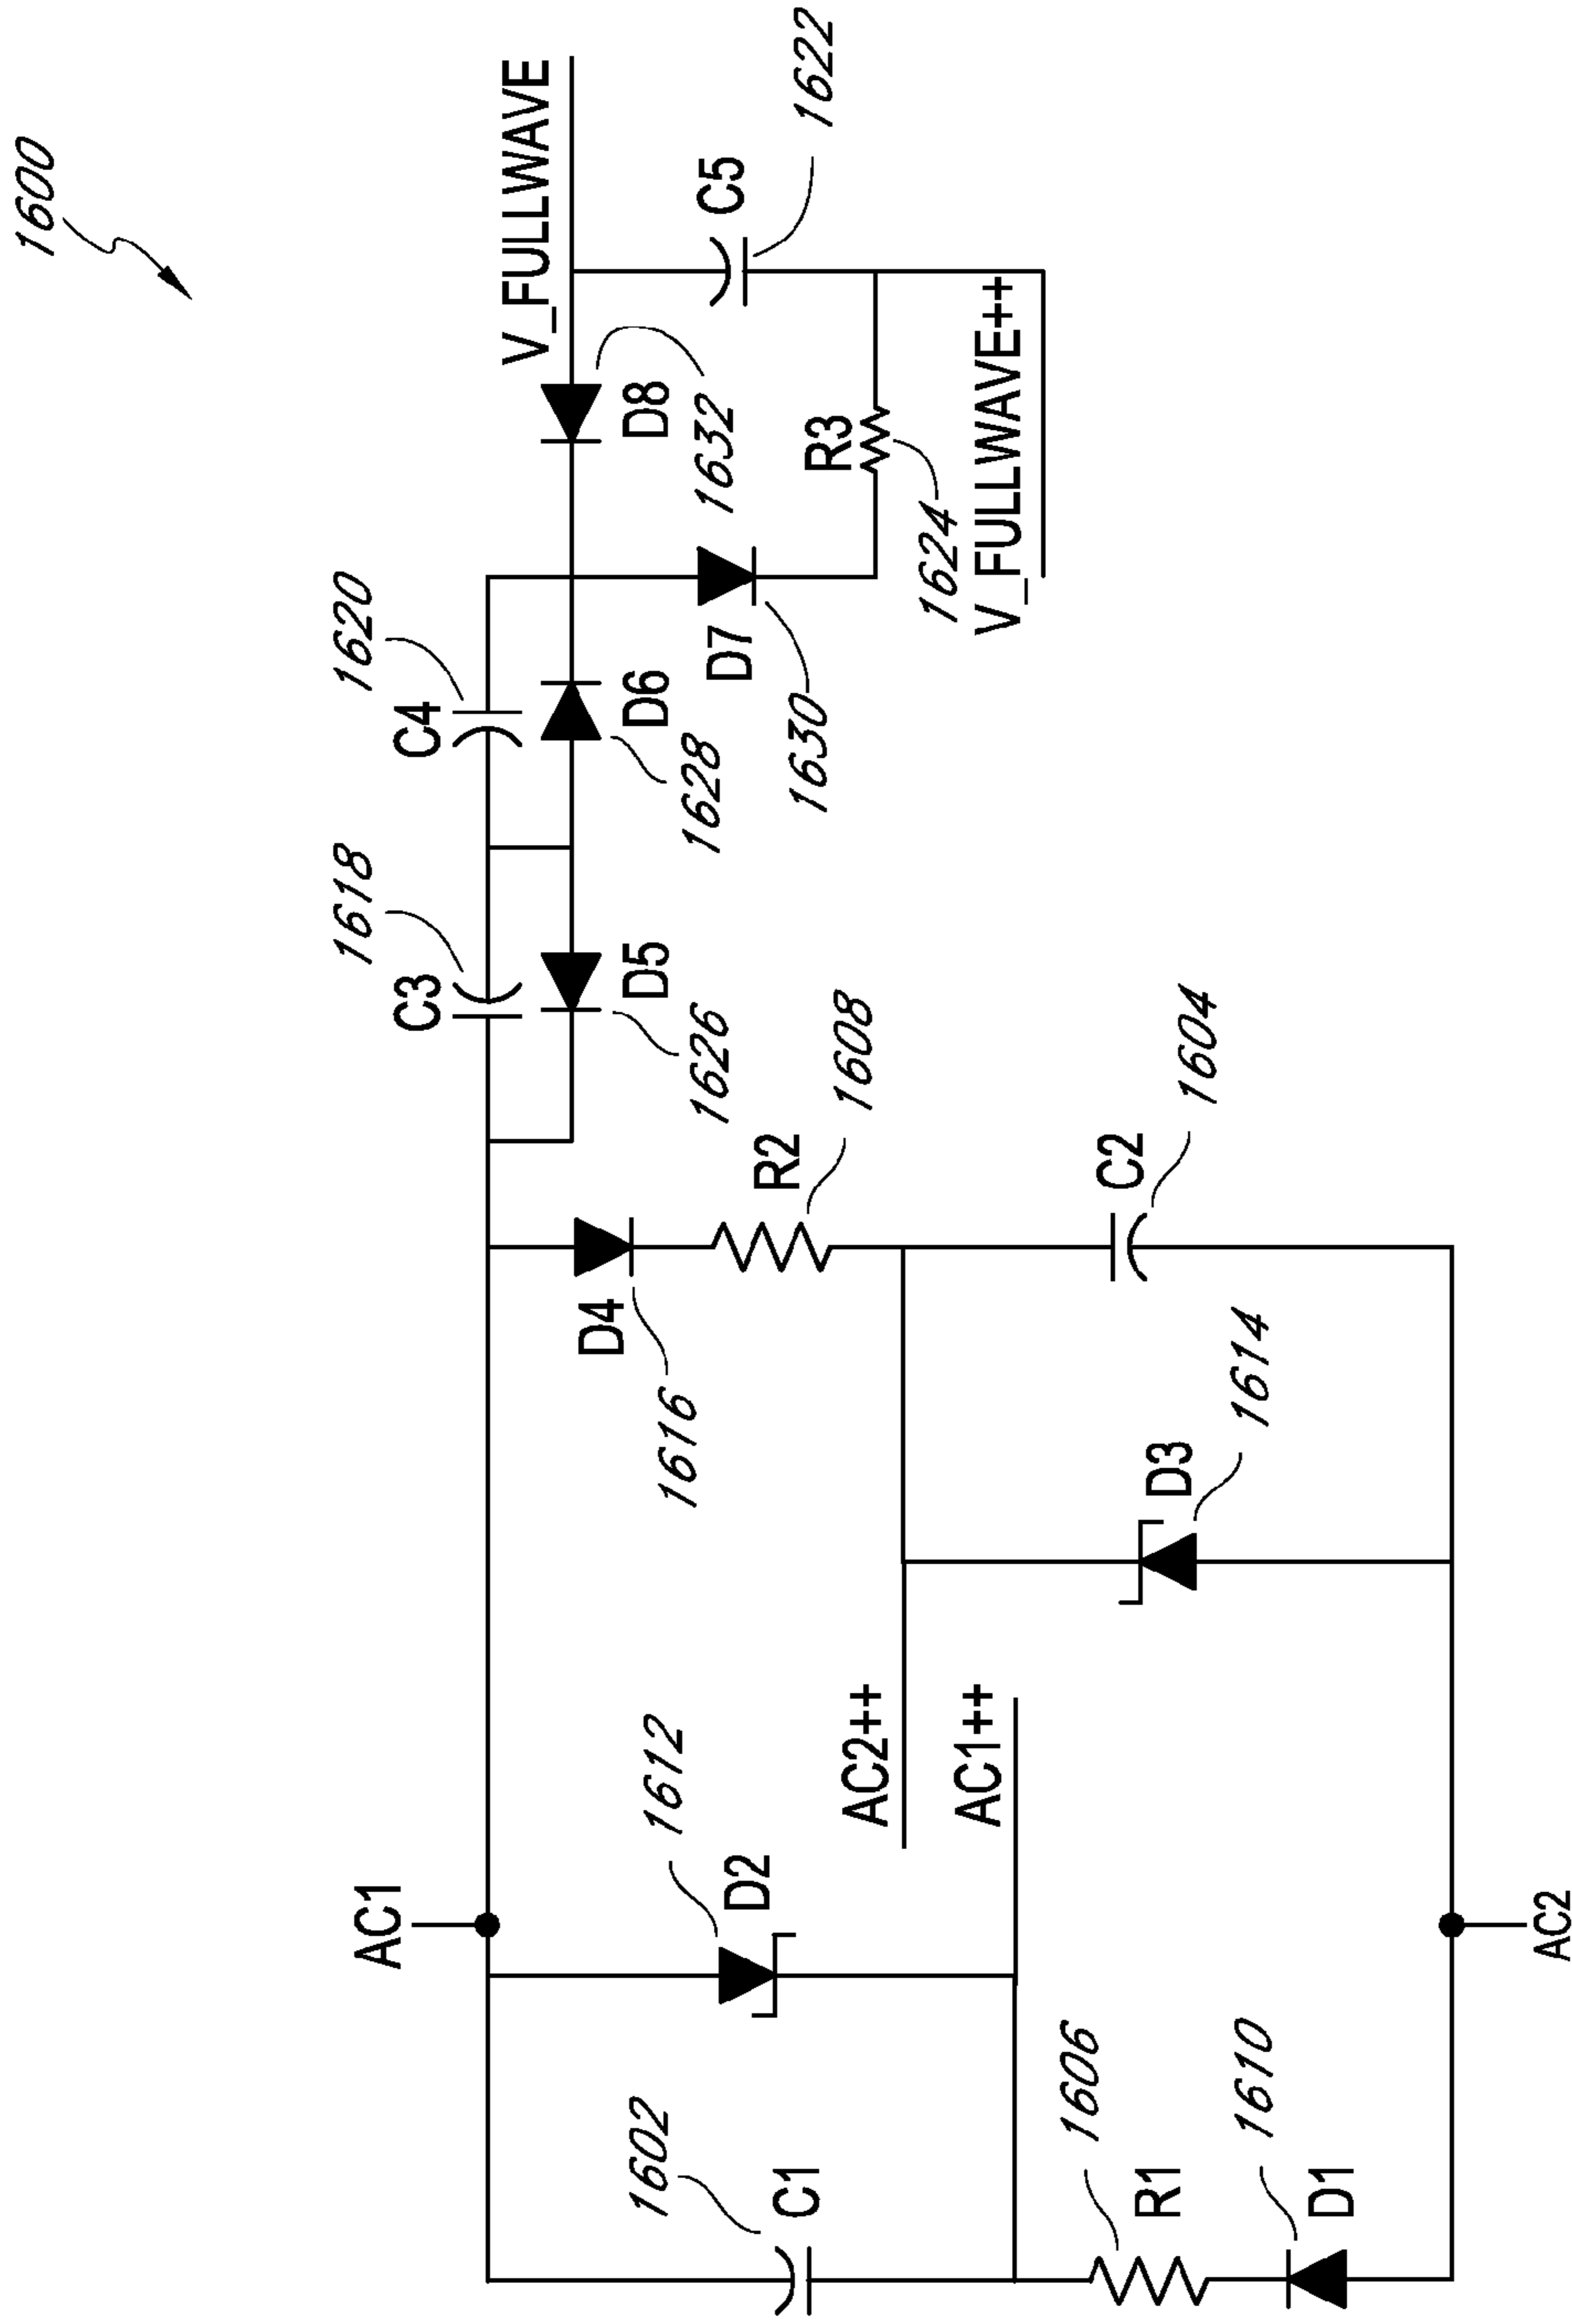 1600
V_FULLWAVE
C5
1622
D8
1632
R3
1624
V_FULLWAVE++
C4
1620
D6
1628
D7
1630
C3
1618
D5
1626
D4
1616
R2
1608
C2
1604
D3
1614
AC2++
AC1++
AC1
D2
1612
C1
1602
R1
1606
D1
1610
AC2